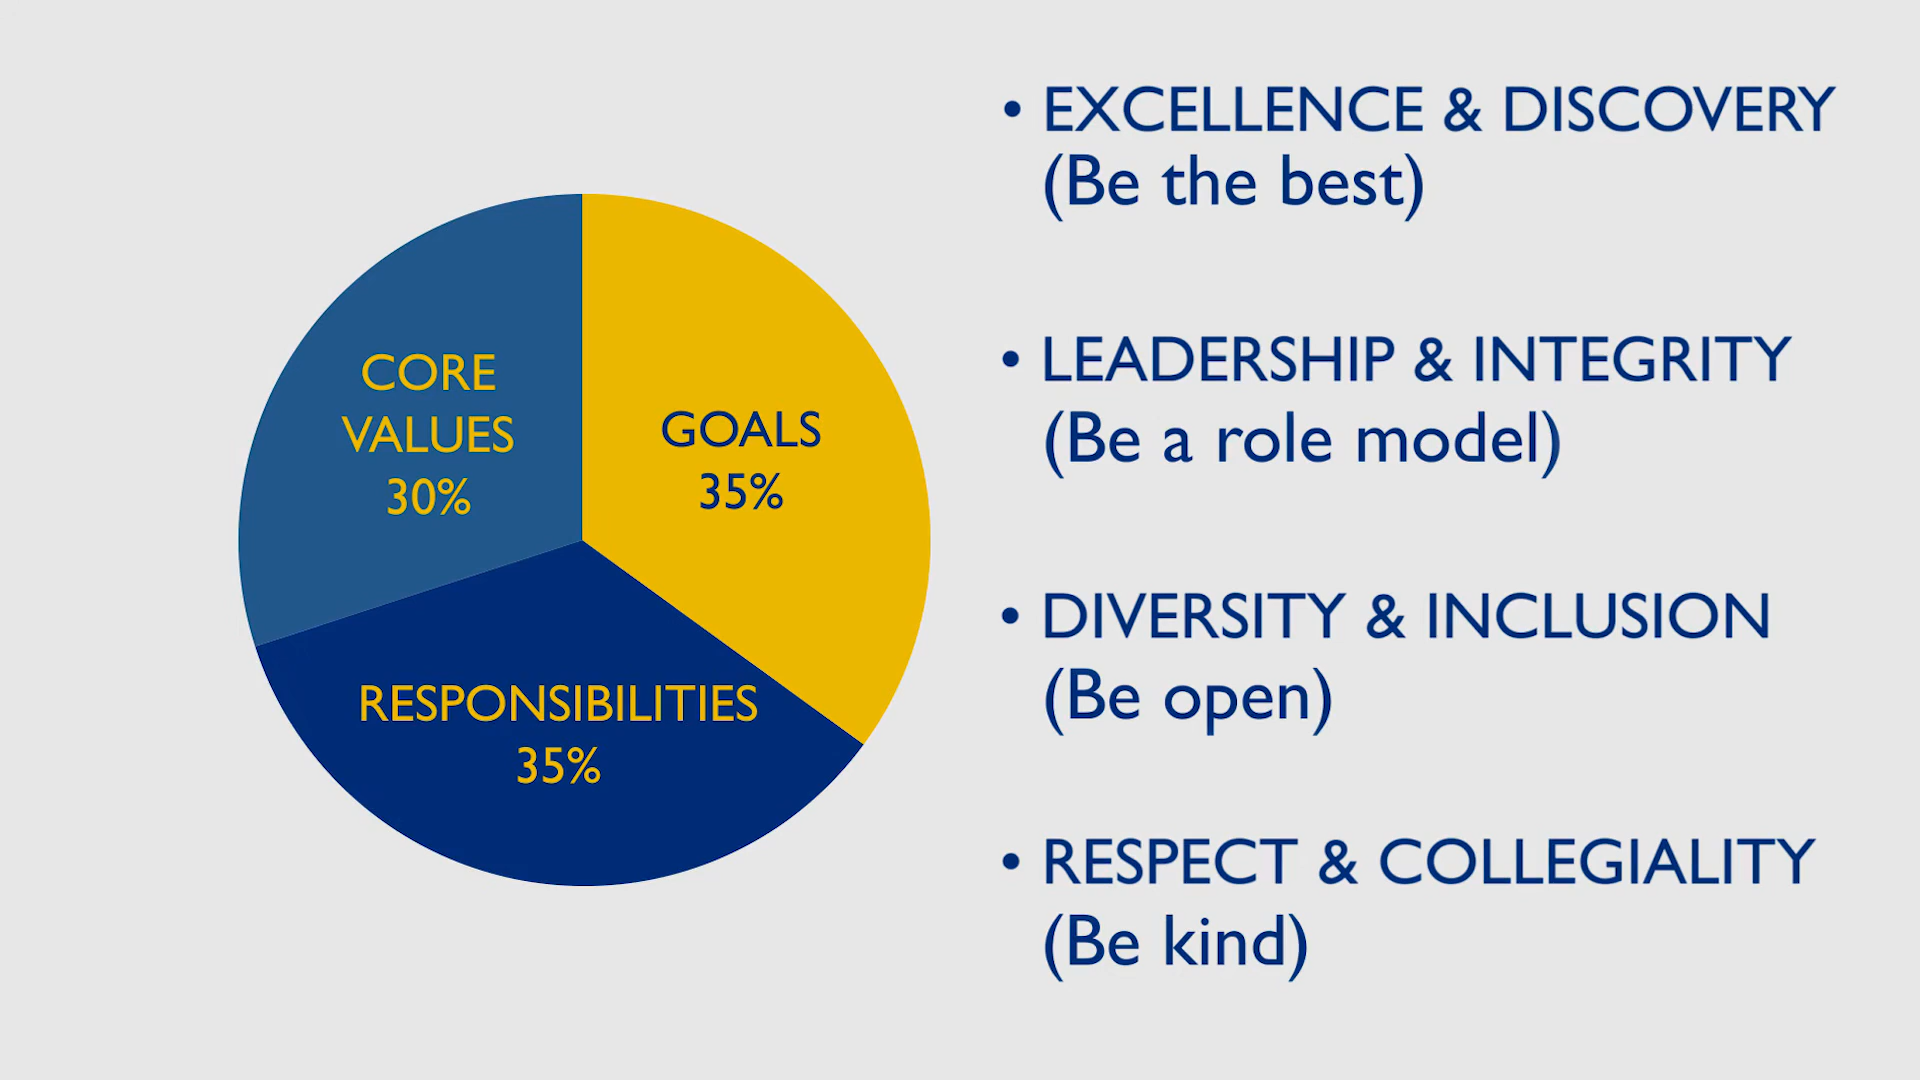 CORE
VALUES
30%
GOALS
35%
RESPONSIBILITIES
35%
• EXCELLENCE & DISCOVERY
(Be the best)
• LEADERSHIP & INTEGRITY
(Be a role model)
• DIVERSITY & INCLUSION
(Be open)
• RESPECT & COLLEGIALITY
(Be kind)